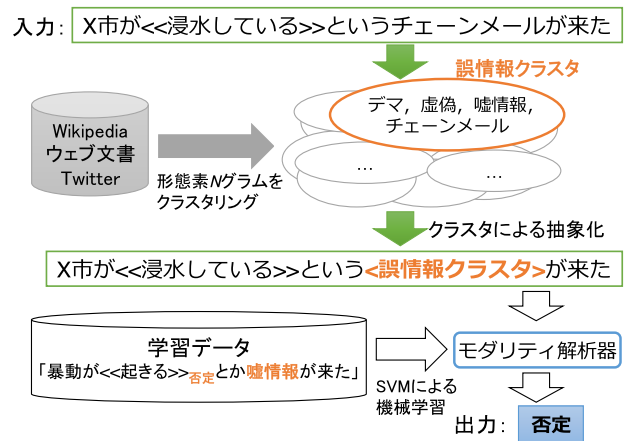 入力： X市が<<浸水している>>というチェーンメールが来た
誤情報クラスタ
デマ，虚偽，嘘情報，
チェーンメール
Wikipedia
ウェブ文書
Twitter
形態素Nグラムを
クラスタリング
…
…
クラスタによる抽象化
X市が<<浸水している>>という<誤情報クラスタ>が来た
学習データ
「暴動が<<起きる>>否定とか嘘情報が来た」
SVMによる
機械学習
モダリティ解析器
出力： 否定